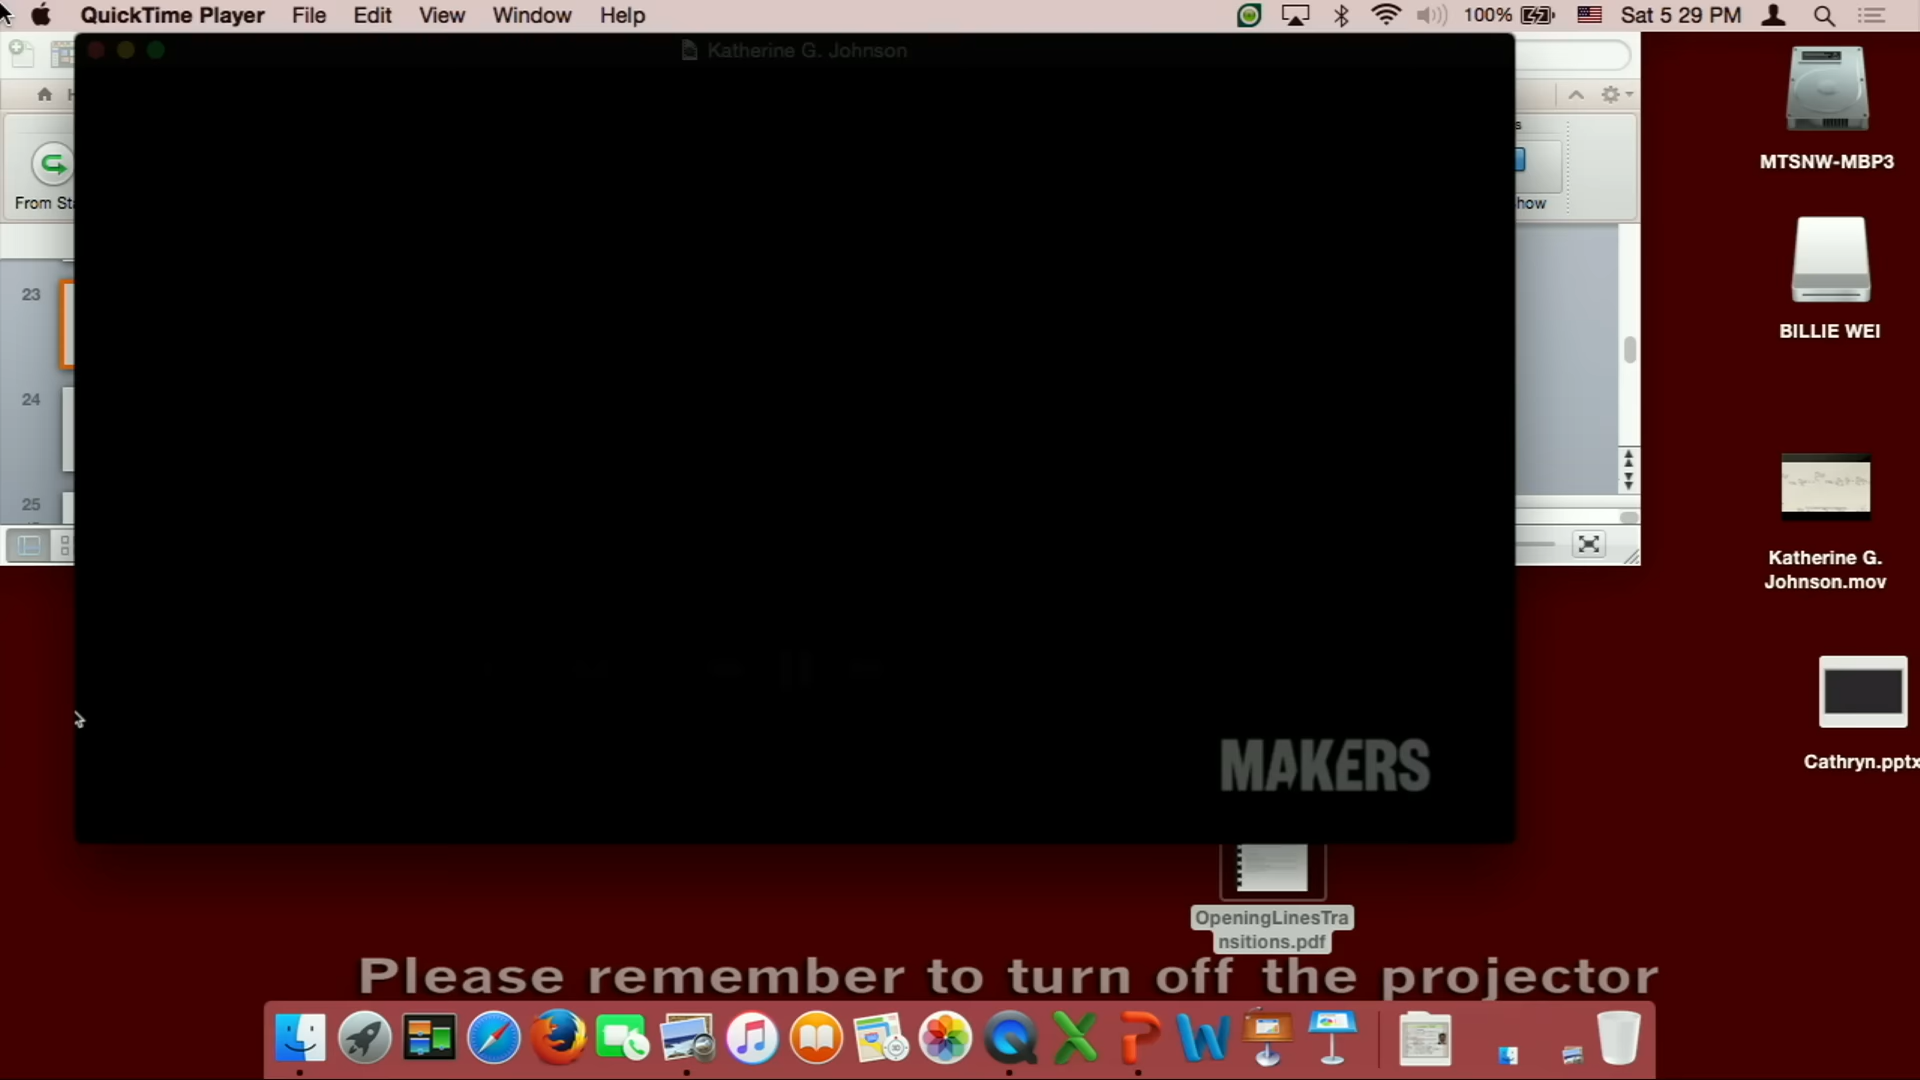 QuickTime Player File Edit View Window Help 100% Sat 5 29 PM
Katherine G. Johnson
From Sta
how
23
24
25
MTSNW-MBP3
BILLIE WEI
Katherine G.
Johnson.mov
Cathryn.pptx
MAKERS
OpeningLinesTra
nsitions.pdf
Please remember to turn off the projector